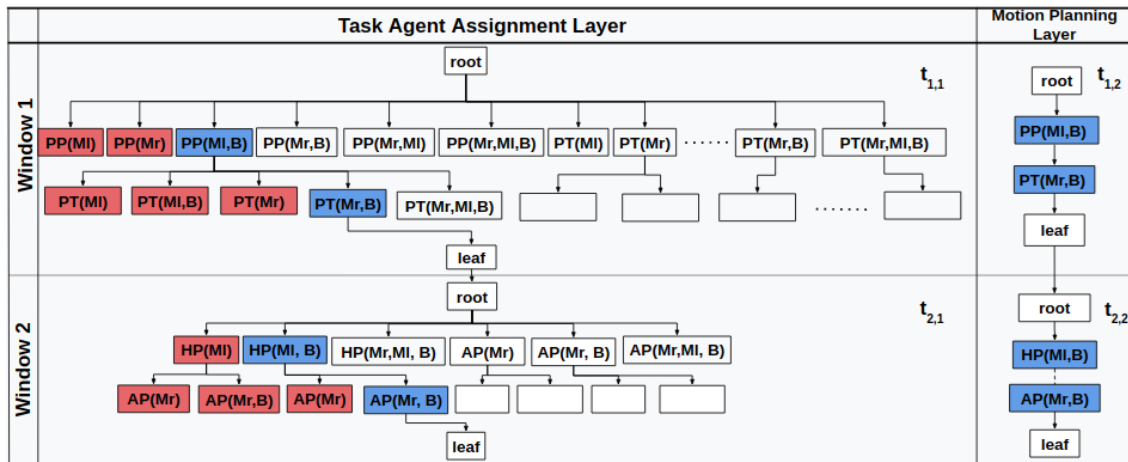 Task Agent Assignment Layer
Motion Planning
Layer
Window 1
root
t1,1
PP(Ml)
PP(Mr)
PP(Ml,B)
PP(Mr,B)
PP(Mr,Ml)
PP(Mr,Ml,B)
PT(Ml)
PT(Mr)
......
PT(Mr,B)
PT(Mr,Ml,B)
PT(Ml)
PT(Ml,B)
PT(Mr)
PT(Mr,B)
PT(Mr,Ml,B)
.......
leaf
root
t1,2
PP(Ml,B)
PT(Mr,B)
leaf
Window 2
root
t2,1
HP(Ml)
HP(Ml, B)
HP(Mr,Ml, B)
AP(Mr)
AP(Mr, B)
AP(Mr,Ml, B)
AP(Mr)
AP(Mr,B)
AP(Mr)
AP(Mr, B)
leaf
root
t2,2
HP(Ml,B)
AP(Mr,B)
leaf